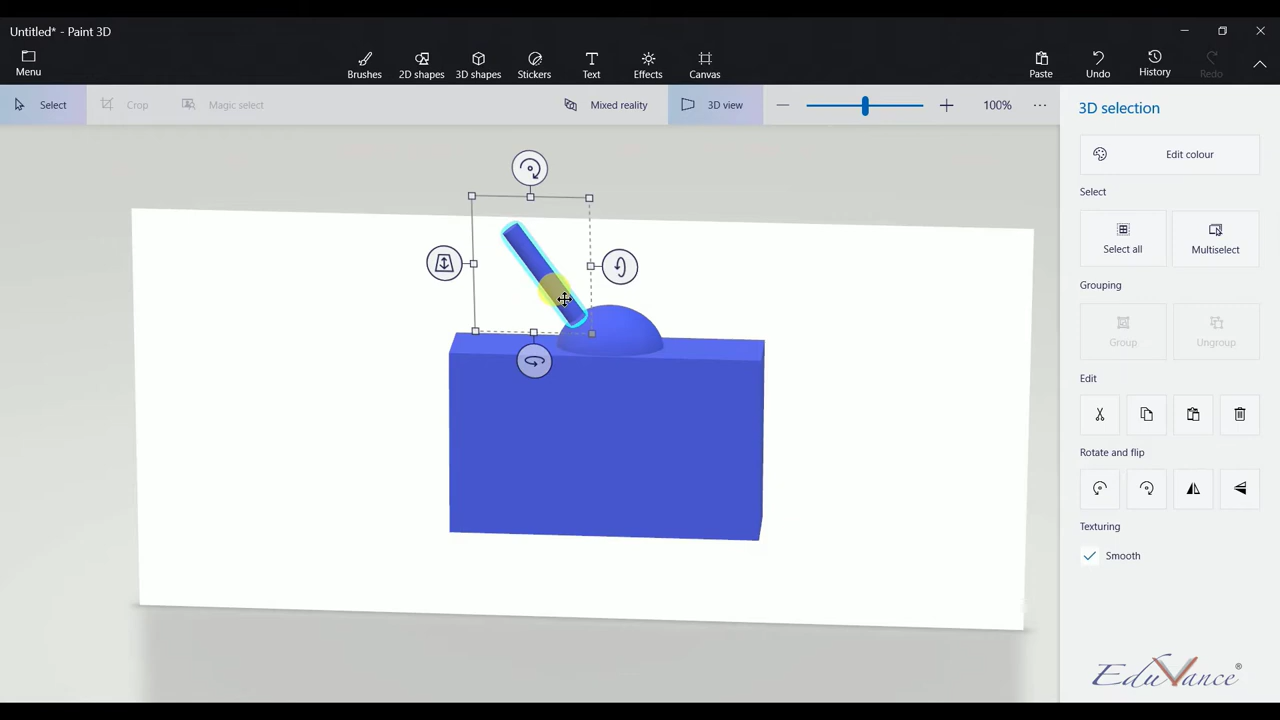 Untitled* - Paint 3D
Menu
Brushes
2D shapes
3D shapes
Stickers
Text
Effects
Canvas
Paste
Undo
History
Redo
Select
Crop
Magic select
Mixed reality
3D view
100%
3D selection
Edit colour
Select
Select all
Multiselect
Grouping
Group
Ungroup
Edit
Rotate and flip
Texturing
Smooth
EduVance®